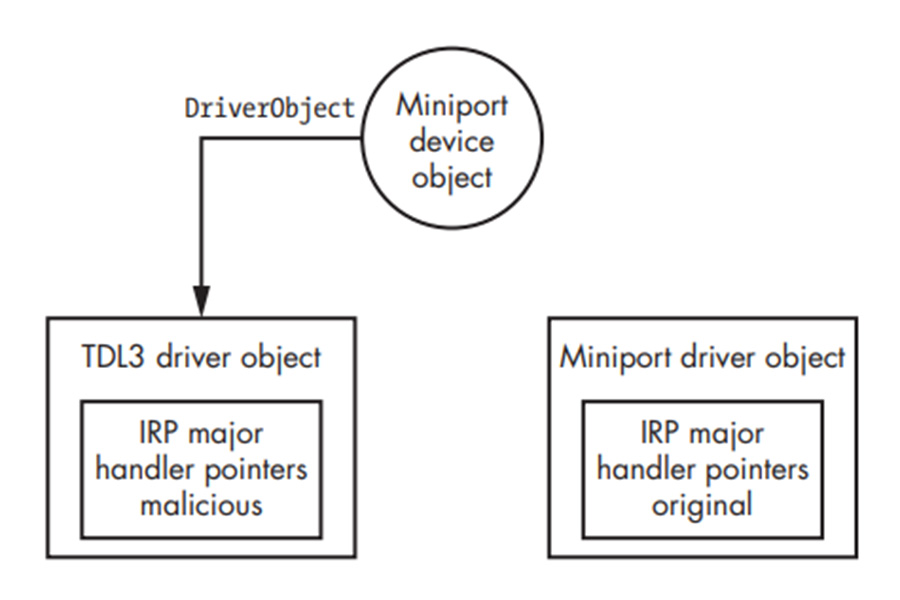 DriverObject
Miniport
device
object
TDL3 driver object
IRP major
handler pointers
malicious
Miniport driver object
IRP major
handler pointers
original